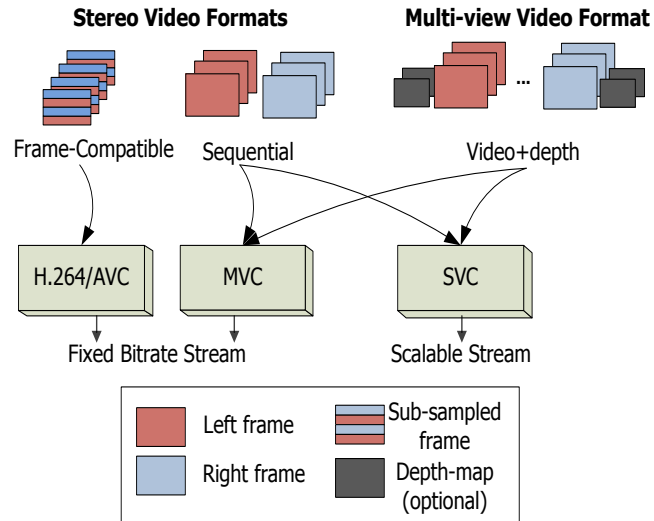 Stereo Video Formats
Multi-view Video Format
...
Frame-Compatible
Sequential
Video+depth
H.264/AVC
MVC
SVC
Fixed Bitrate Stream
Scalable Stream
Left frame
Sub-sampled
frame
Right frame
Depth-map
(optional)